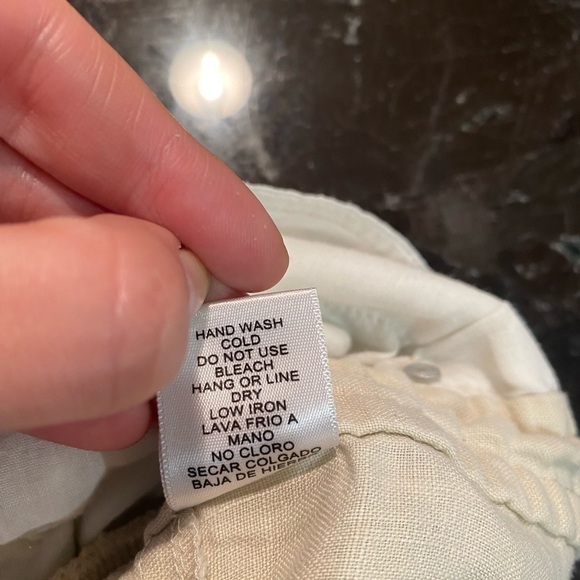 HAND WASH
COLD
DO NOT USE
BLEACH
HANG OR LINE
DRY
LOW IRON
LAVA FRIO A
MANO
NO CLORO
SECAR COLGADO
BAJA DE HIERRO